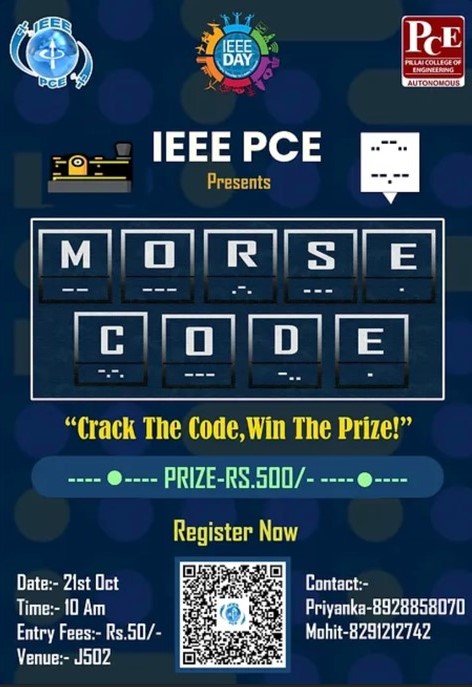 IEEE
PCE
IEEE
DAY
PCE
PILLAI COLLEGE OF
ENGINEERING
AUTONOMOUS
IEEE PCE
Presents
M O R S E
-- --- .-. --- .
C O D E
-.-. --- -.. .
“Crack The Code,Win The Prize!”
---- ●---- PRIZE-RS.500/- ----●----
Register Now
Date:- 21st Oct
Time:- 10 Am
Entry Fees:- Rs.50/-
Venue:- J502
Contact:-
Priyanka-8928858070
Mohit-8291212742